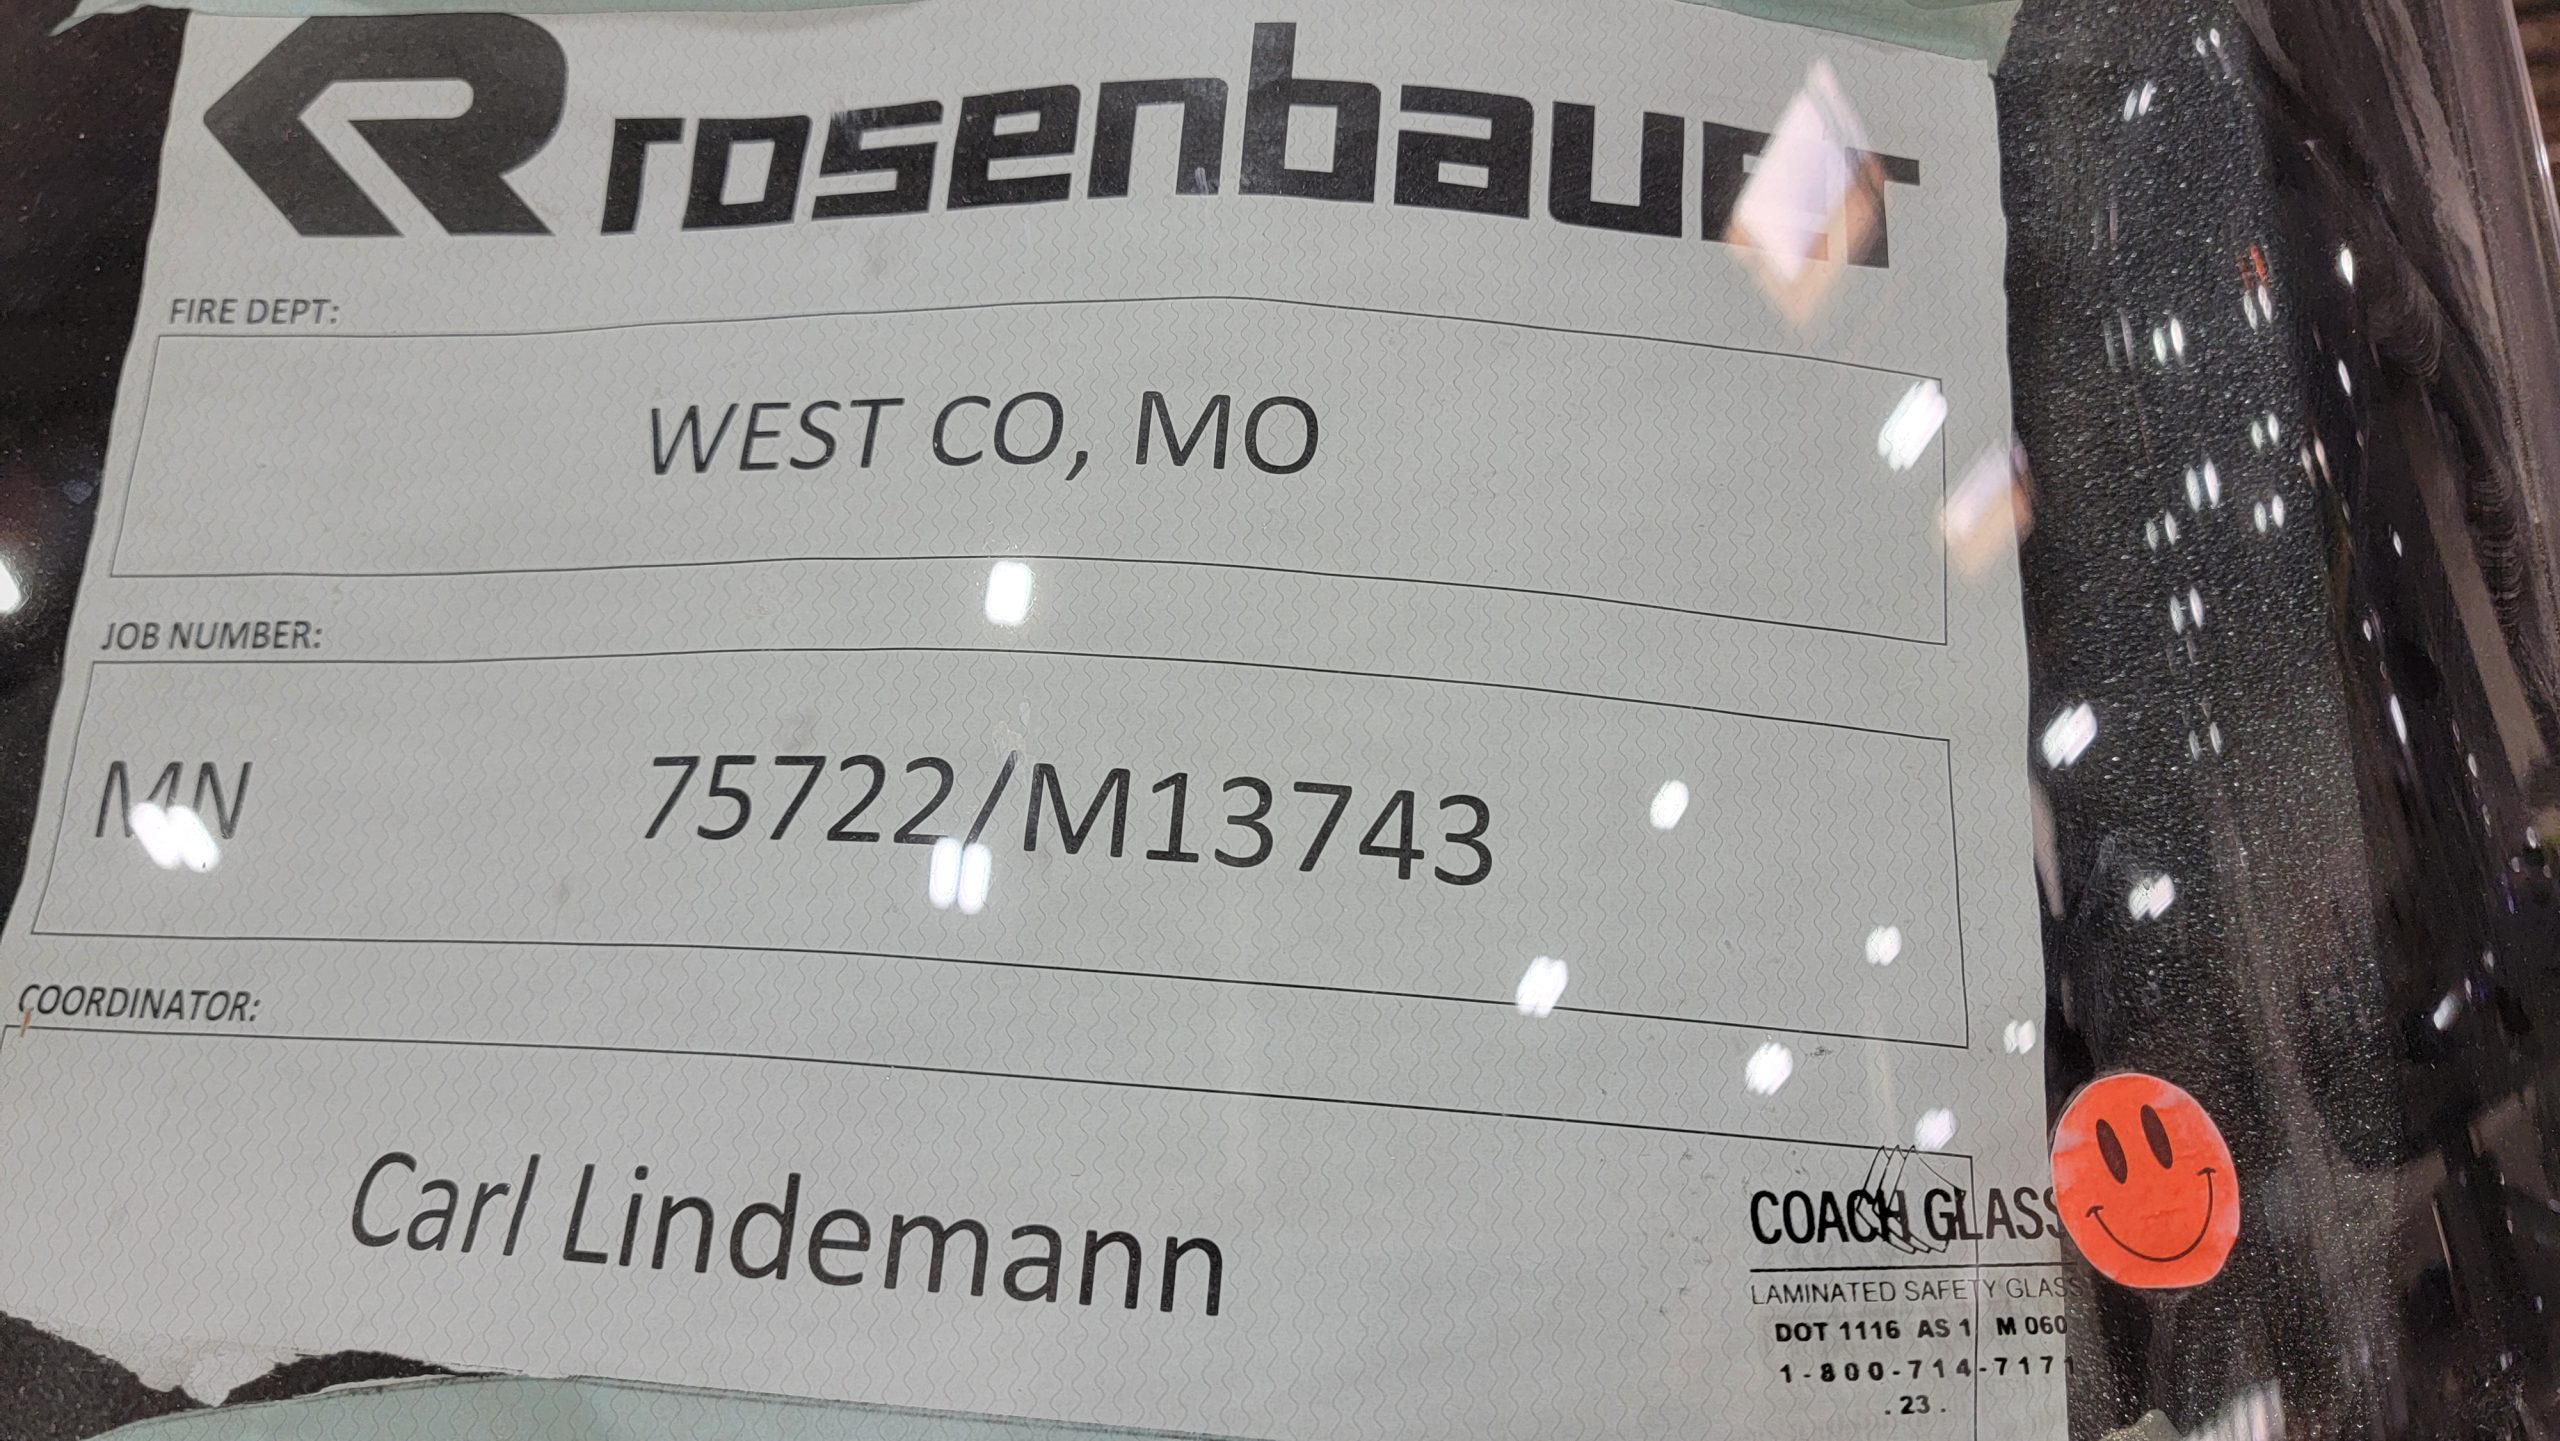 rosenbauer
FIRE DEPT:
WEST CO, MO
JOB NUMBER:
MN 75722/M13743
COORDINATOR:
Carl Lindemann
COACH GLASS
LAMINATED SAFETY GLASS
DOT 1116 AS 1 M 060
1-800-714-7171
.23.